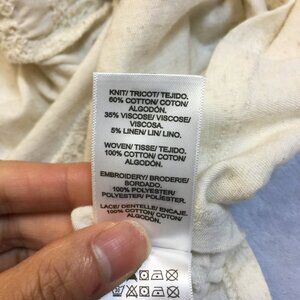 KNIT/ TRICOT/ TEJIDO.
60% COTTON/ COTON/
ALGODÓN.
35% VISCOSE/ VISCOSE/
VISCOSA.
5% LINEN/ LIN/ LINO.
WOVEN/ TISSE/ TEJIDO.
100% COTTON/ COTON/
ALGODÓN.
EMBROIDERY/ BRODERIE/
BORDADO.
100% POLYESTER/
POLYESTER/ POLIÉSTER.
LACE/ DENTELLE/ ENCAJE.
100% COTTON/ COTON/
ALGODÓN.